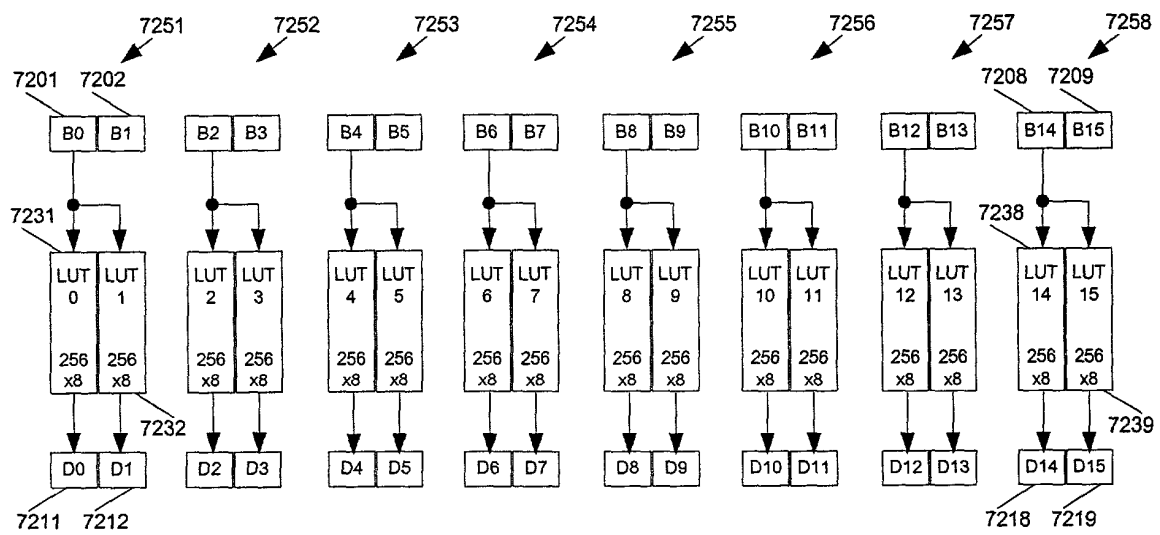 7251 7252 7253 7254 7255 7256 7257 7258
7201 7202 7208 7209
B0 B1 B2 B3 B4 B5 B6 B7 B8 B9 B10 B11 B12 B13 B14 B15
7231 7238
LUT LUT LUT LUT LUT LUT LUT LUT LUT LUT LUT LUT LUT LUT LUT LUT
0 1 2 3 4 5 6 7 8 9 10 11 12 13 14 15
256 256 256 256 256 256 256 256 256 256 256 256 256 256 256 256
x8 x8 x8 x8 x8 x8 x8 x8 x8 x8 x8 x8 x8 x8 x8 x8
7232 7239
D0 D1 D2 D3 D4 D5 D6 D7 D8 D9 D10 D11 D12 D13 D14 D15
7211 7212 7218 7219